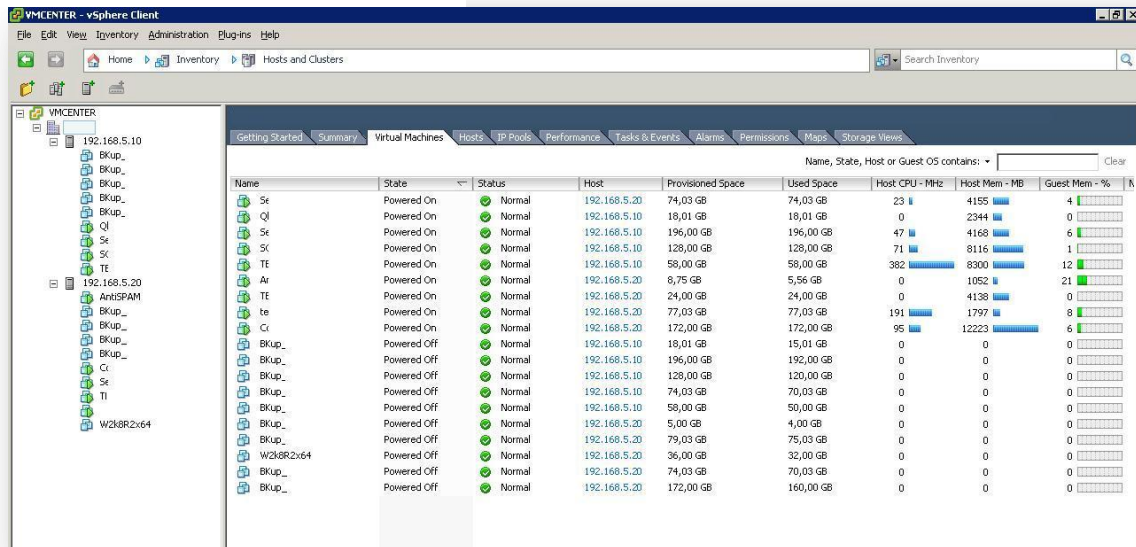 VMCENTER - vSphere Client
File Edit View Inventory Administration Plug-ins Help
Home Inventory Hosts and Clusters Search Inventory
VMCENTER
192.168.5.10
BKup_
BKup_
BKup_
BKup_
BKup_
Ql
Se
SC
TE
192.168.5.20
AntiSPAM
BKup_
BKup_
BKup_
BKup_
Cc
Se
TI
W2k8R2x64
Getting Started Summary Virtual Machines Hosts IP Pools Performance Tasks & Events Alarms Permissions Maps Storage Views
Name, State, Host or Guest OS contains: Clear
Name State Status Host Provisioned Space Used Space Host CPU - MHz Host Mem - MB Guest Mem - % N
Se Powered On Normal 192.168.5.20 74,03 GB 74,03 GB 23 4155 4
Ql Powered On Normal 192.168.5.10 18,01 GB 18,01 GB 0 2344 0
Se Powered On Normal 192.168.5.10 196,00 GB 196,00 GB 47 4168 6
SC Powered On Normal 192.168.5.10 128,00 GB 128,00 GB 71 8116 1
TE Powered On Normal 192.168.5.10 58,00 GB 58,00 GB 382 8300 12
Ar Powered On Normal 192.168.5.20 8,75 GB 5,56 GB 0 1052 21
TE Powered On Normal 192.168.5.20 24,00 GB 24,00 GB 0 4138 0
te Powered On Normal 192.168.5.20 77,03 GB 77,03 GB 191 1797 8
Cc Powered On Normal 192.168.5.20 172,00 GB 172,00 GB 95 12223 6
BKup_ Powered Off Normal 192.168.5.10 18,01 GB 15,01 GB 0 0 0
BKup_ Powered Off Normal 192.168.5.10 196,00 GB 192,00 GB 0 0 0
BKup_ Powered Off Normal 192.168.5.10 128,00 GB 120,00 GB 0 0 0
BKup_ Powered Off Normal 192.168.5.10 74,03 GB 70,03 GB 0 0 0
BKup_ Powered Off Normal 192.168.5.10 58,00 GB 50,00 GB 0 0 0
BKup_ Powered Off Normal 192.168.5.20 5,00 GB 4,00 GB 0 0 0
BKup_ Powered Off Normal 192.168.5.20 79,03 GB 75,03 GB 0 0 0
W2k8R2x64 Powered Off Normal 192.168.5.20 36,00 GB 32,00 GB 0 0 0
BKup_ Powered Off Normal 192.168.5.20 74,03 GB 70,03 GB 0 0 0
BKup_ Powered Off Normal 192.168.5.20 172,00 GB 160,00 GB 0 0 0